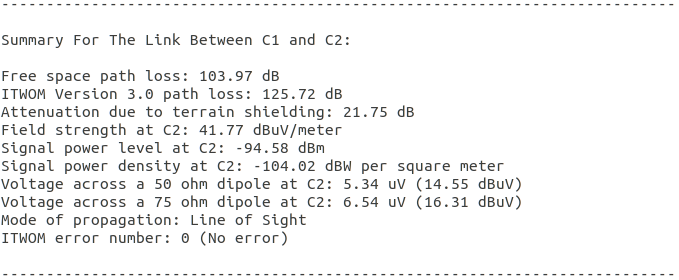 ---------------------------------------------------------------------------
Summary For The Link Between C1 and C2:
Free space path loss: 103.97 dB
ITWOM Version 3.0 path loss: 125.72 dB
Attenuation due to terrain shielding: 21.75 dB
Field strength at C2: 41.77 dBuV/meter
Signal power level at C2: -94.58 dBm
Signal power density at C2: -104.02 dBW per square meter
Voltage across a 50 ohm dipole at C2: 5.34 uV (14.55 dBuV)
Voltage across a 75 ohm dipole at C2: 6.54 uV (16.31 dBuV)
Mode of propagation: Line of Sight
ITWOM error number: 0 (No error)
---------------------------------------------------------------------------